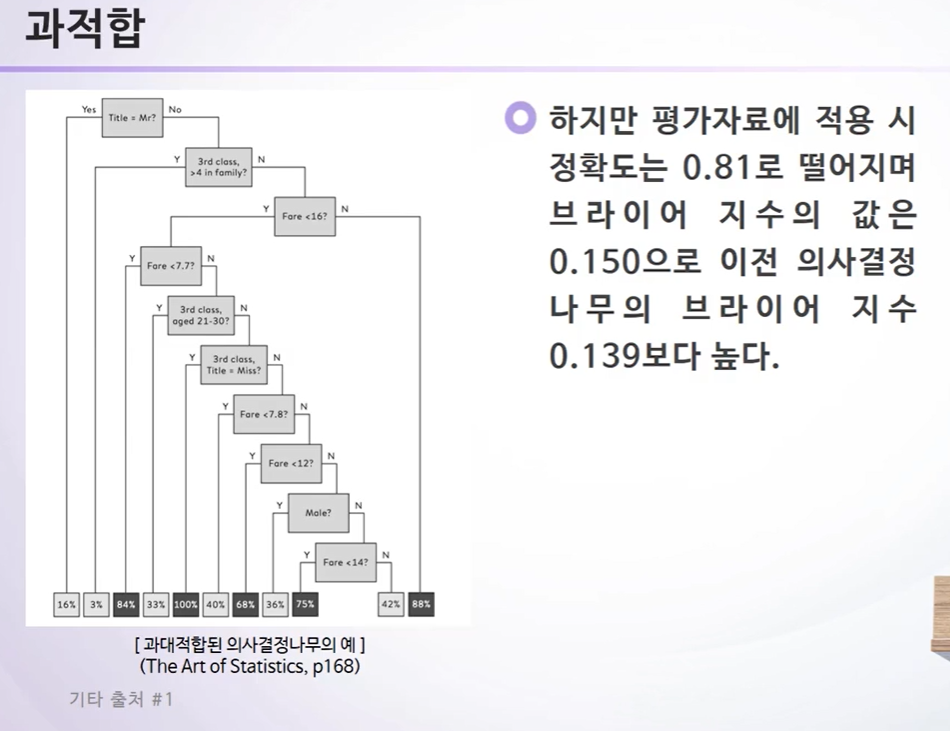 과적합
Yes
No
Title = Mr?
Y
3rd class,
>4 in family?
N
Y
Fare <16?
N
Y
Fare <7.7?
N
Y
3rd class,
aged 21-30?
N
Y
3rd class,
Title = Miss?
N
Y
Fare <7.8?
N
Y
Fare <12?
N
Y
Male?
N
Y
Fare <14?
N
16% 3% 84% 33% 100% 40% 68% 36% 75% 42% 88%
[ 과대적합된 의사결정나무의 예 ]
(The Art of Statistics, p168)
기타 출처 #1
하지만 평가자료에 적용 시
정확도는 0.81로 떨어지며
브라이어 지수의 값은
0.150으로 이전 의사결정
나무의 브라이어 지수
0.139보다 높다.